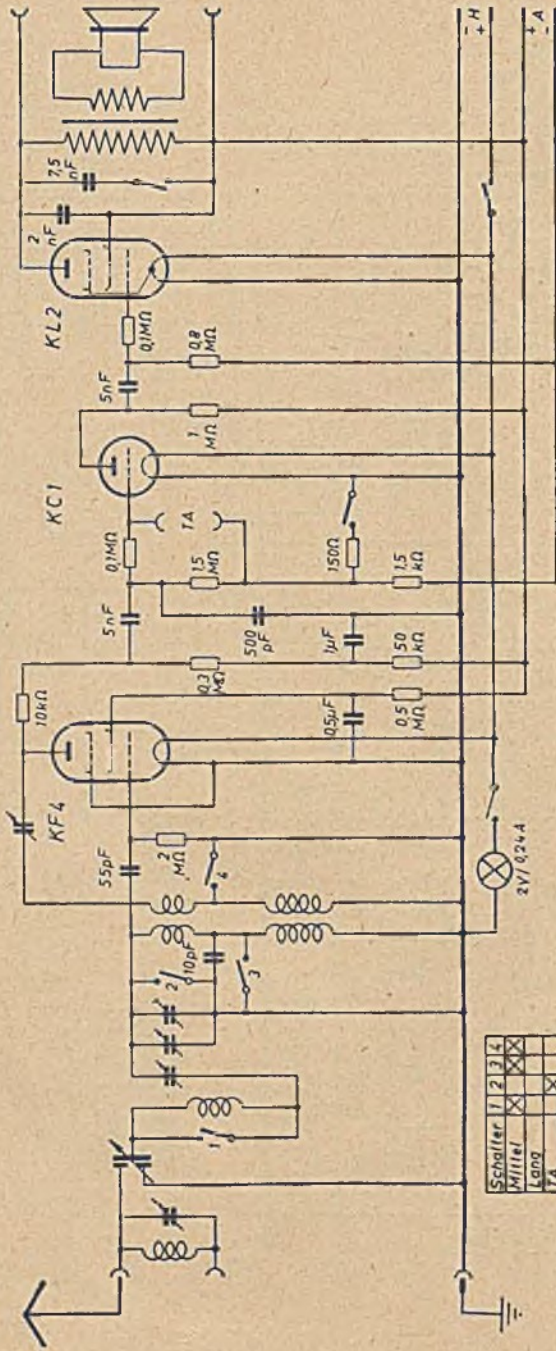 KF4
KC1
KL2
10kΩ
5nF
0,1MΩ
5nF
0,1MΩ
2 nF
7,5 nF
55pF
2 MΩ
0,3 MΩ
500 pF
1,5 MΩ
TA
1 MΩ
0,8 MΩ
10pF
1
2
3
4
0,5µF
1µF
150Ω
0,5 MΩ
50 kΩ
1,5 kΩ
2V/0,24A
- H
+
+ A
-
Schalter 1 2 3 4
Mittel
Lang
TA